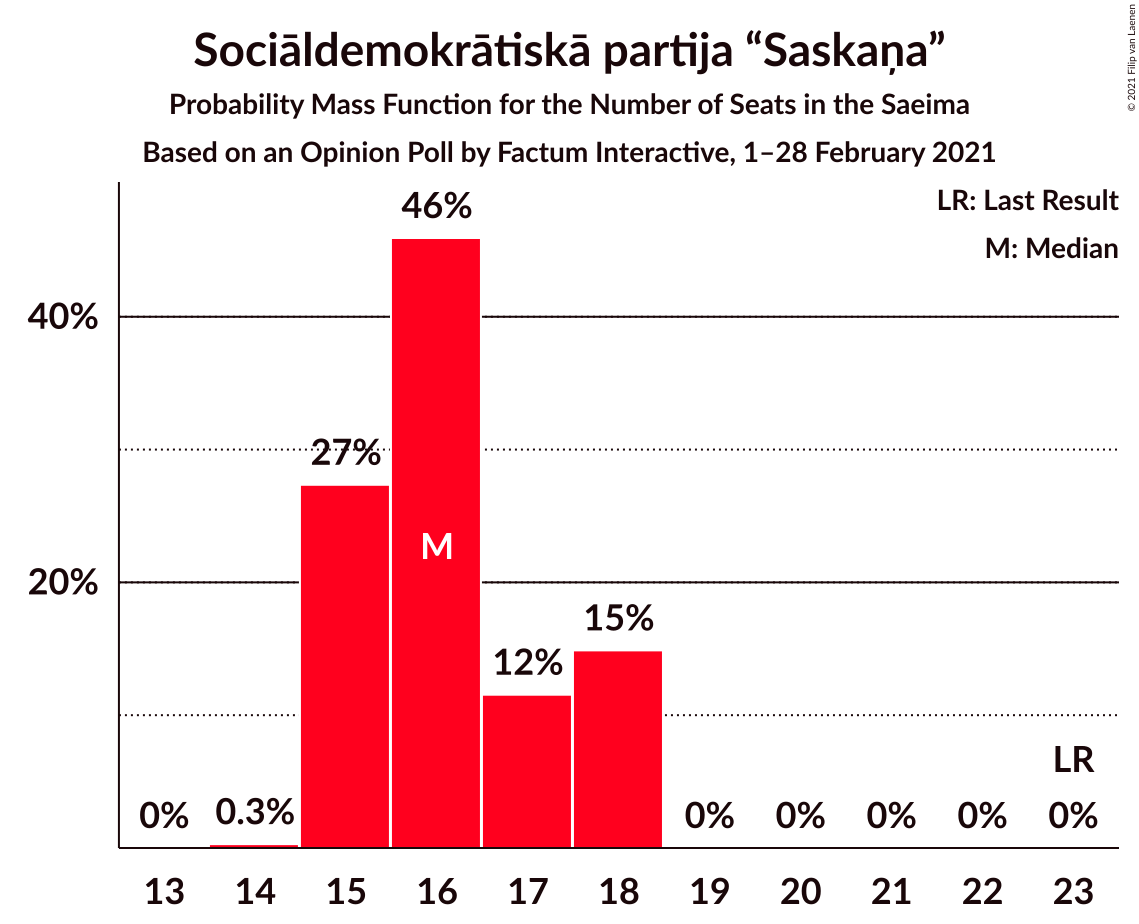 Sociāldemokrātiskā partija “Saskaņa”
Probability Mass Function for the Number of Seats in the Saeima
Based on an Opinion Poll by Factum Interactive, 1–28 February 2021
© 2021 Filip van Laenen
LR: Last Result
M: Median
46%
40%
27%
M
20%
15%
12%
LR
0% 0.3% 0% 0% 0% 0% 0%
13 14 15 16 17 18 19 20 21 22 23